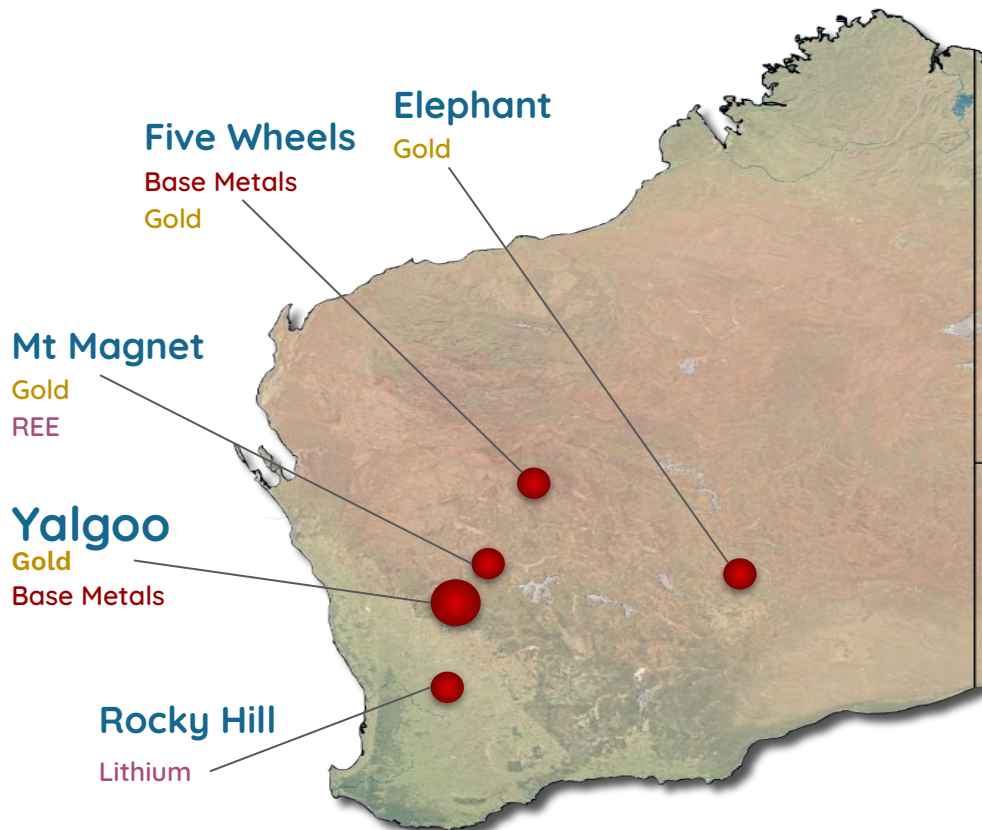 Elephant
Gold
Five Wheels
Base Metals
Gold
Mt Magnet
Gold
REE
Yalgoo
Gold
Base Metals
Rocky Hill
Lithium